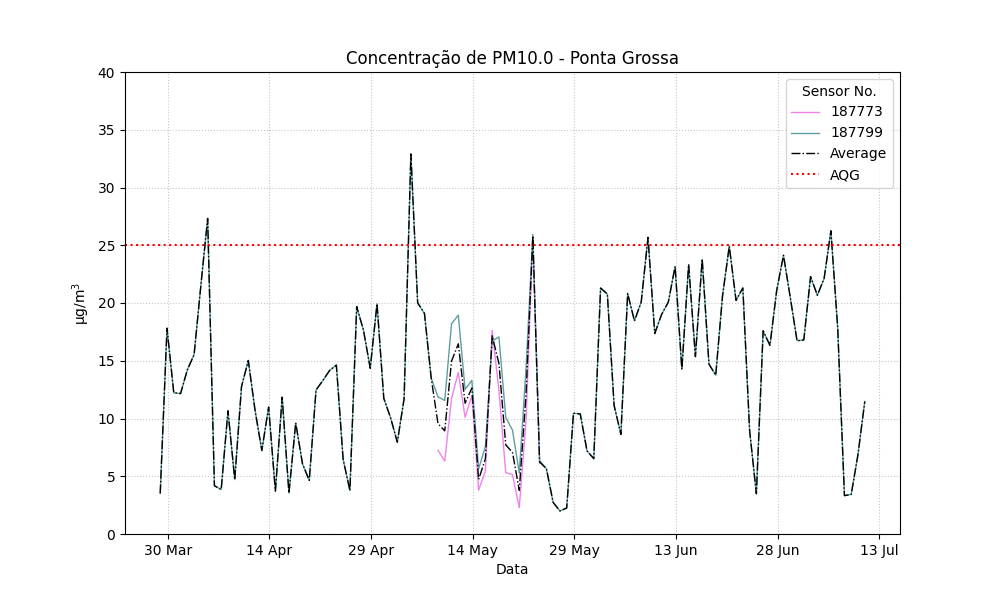 Concentração de PM10.0 - Ponta Grossa
40
35
30
25
20
15
10
5
0
µg/m³
Sensor No.
187773
187799
Average
AQG
30 Mar
14 Apr
29 Apr
14 May
29 May
13 Jun
28 Jun
13 Jul
Data